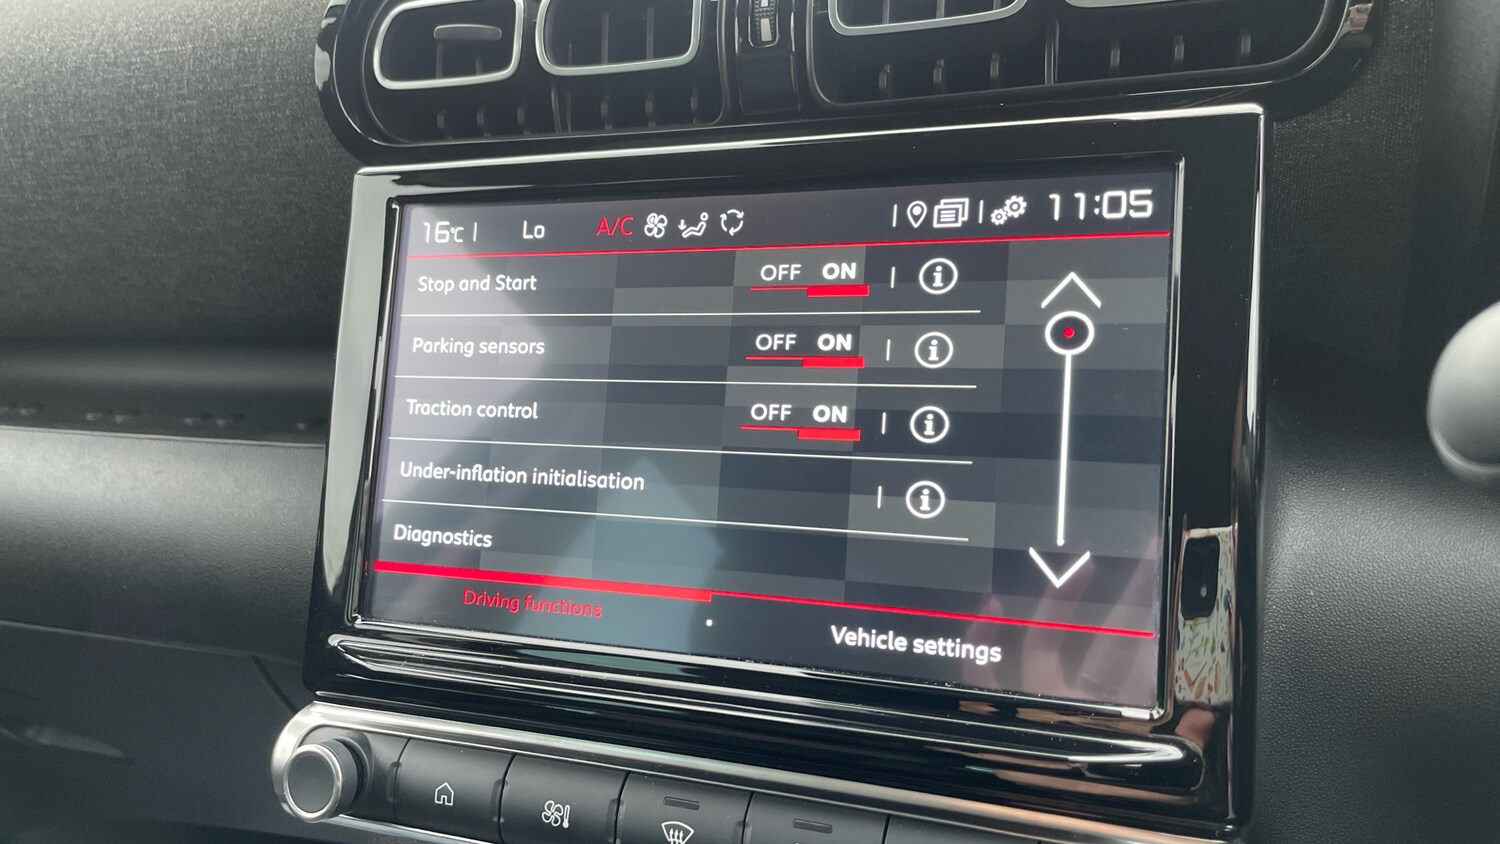 16°C | Lo A/C 11:05
Stop and Start OFF ON
Parking sensors OFF ON
Traction control OFF ON
Under-inflation initialisation
Diagnostics
Driving functions
Vehicle settings